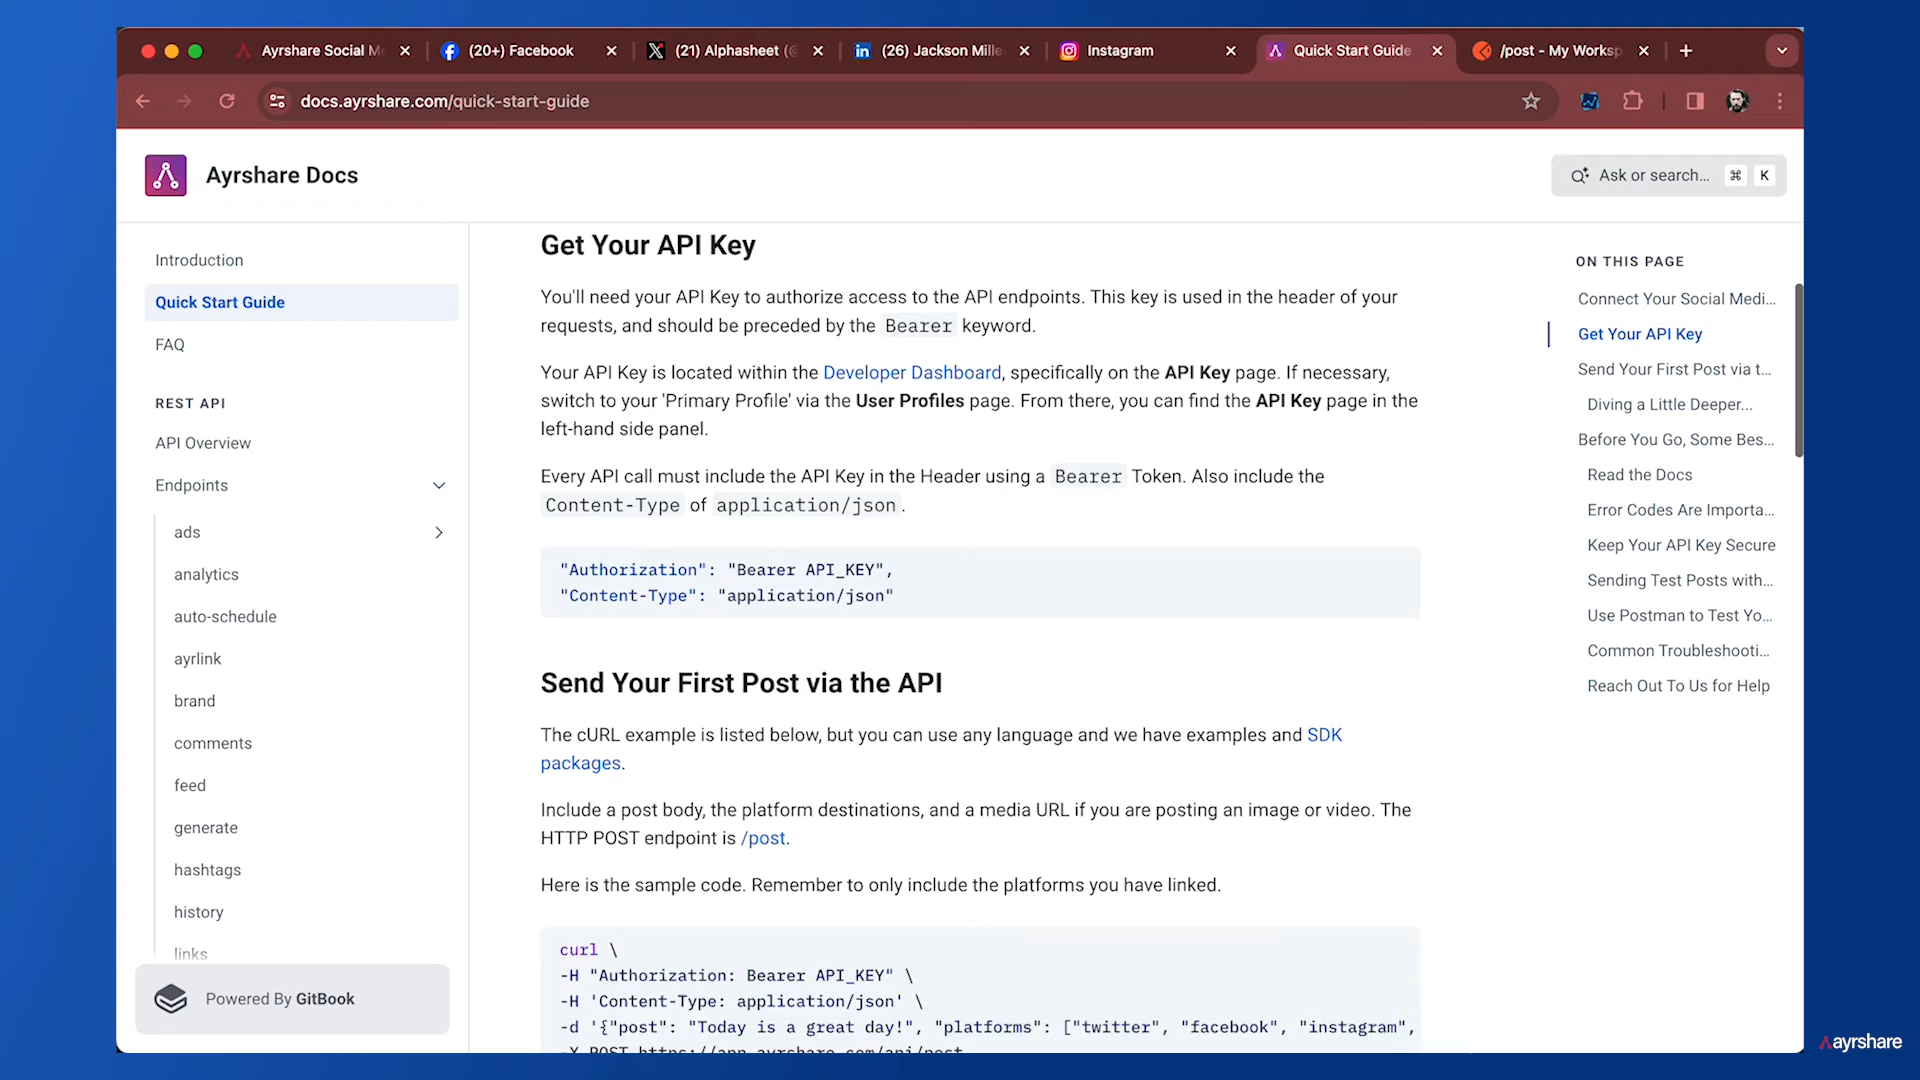 Ayrshare Social M
(20+) Facebook
(21) Alphasheet (@
(26) Jackson Mille
Instagram
Quick Start Guide
/post - My Worksp
docs.ayrshare.com/quick-start-guide
Ayrshare Docs
Ask or search... ⌘ K
Introduction
Quick Start Guide
FAQ
REST API
API Overview
Endpoints
ads
analytics
auto-schedule
ayrlink
brand
comments
feed
generate
hashtags
history
links
Powered By GitBook
Get Your API Key
You'll need your API Key to authorize access to the API endpoints. This key is used in the header of your
requests, and should be preceded by the Bearer keyword.
Your API Key is located within the Developer Dashboard, specifically on the API Key page. If necessary,
switch to your 'Primary Profile' via the User Profiles page. From there, you can find the API Key page in the
left-hand side panel.
Every API call must include the API Key in the Header using a Bearer Token. Also include the
Content-Type of application/json.
"Authorization": "Bearer API_KEY",
"Content-Type": "application/json"
Send Your First Post via the API
The cURL example is listed below, but you can use any language and we have examples and SDK
packages.
Include a post body, the platform destinations, and a media URL if you are posting an image or video. The
HTTP POST endpoint is /post.
Here is the sample code. Remember to only include the platforms you have linked.
curl \
-H "Authorization: Bearer API_KEY" \
-H 'Content-Type: application/json' \
-d '{"post": "Today is a great day!", "platforms": ["twitter", "facebook", "instagram",
-X POST https://app.ayrshare.com/api/post
ON THIS PAGE
Connect Your Social Medi...
Get Your API Key
Send Your First Post via t...
Diving a Little Deeper...
Before You Go, Some Bes...
Read the Docs
Error Codes Are Importa...
Keep Your API Key Secure
Sending Test Posts with...
Use Postman to Test Yo...
Common Troubleshooti...
Reach Out To Us for Help
ayrshare